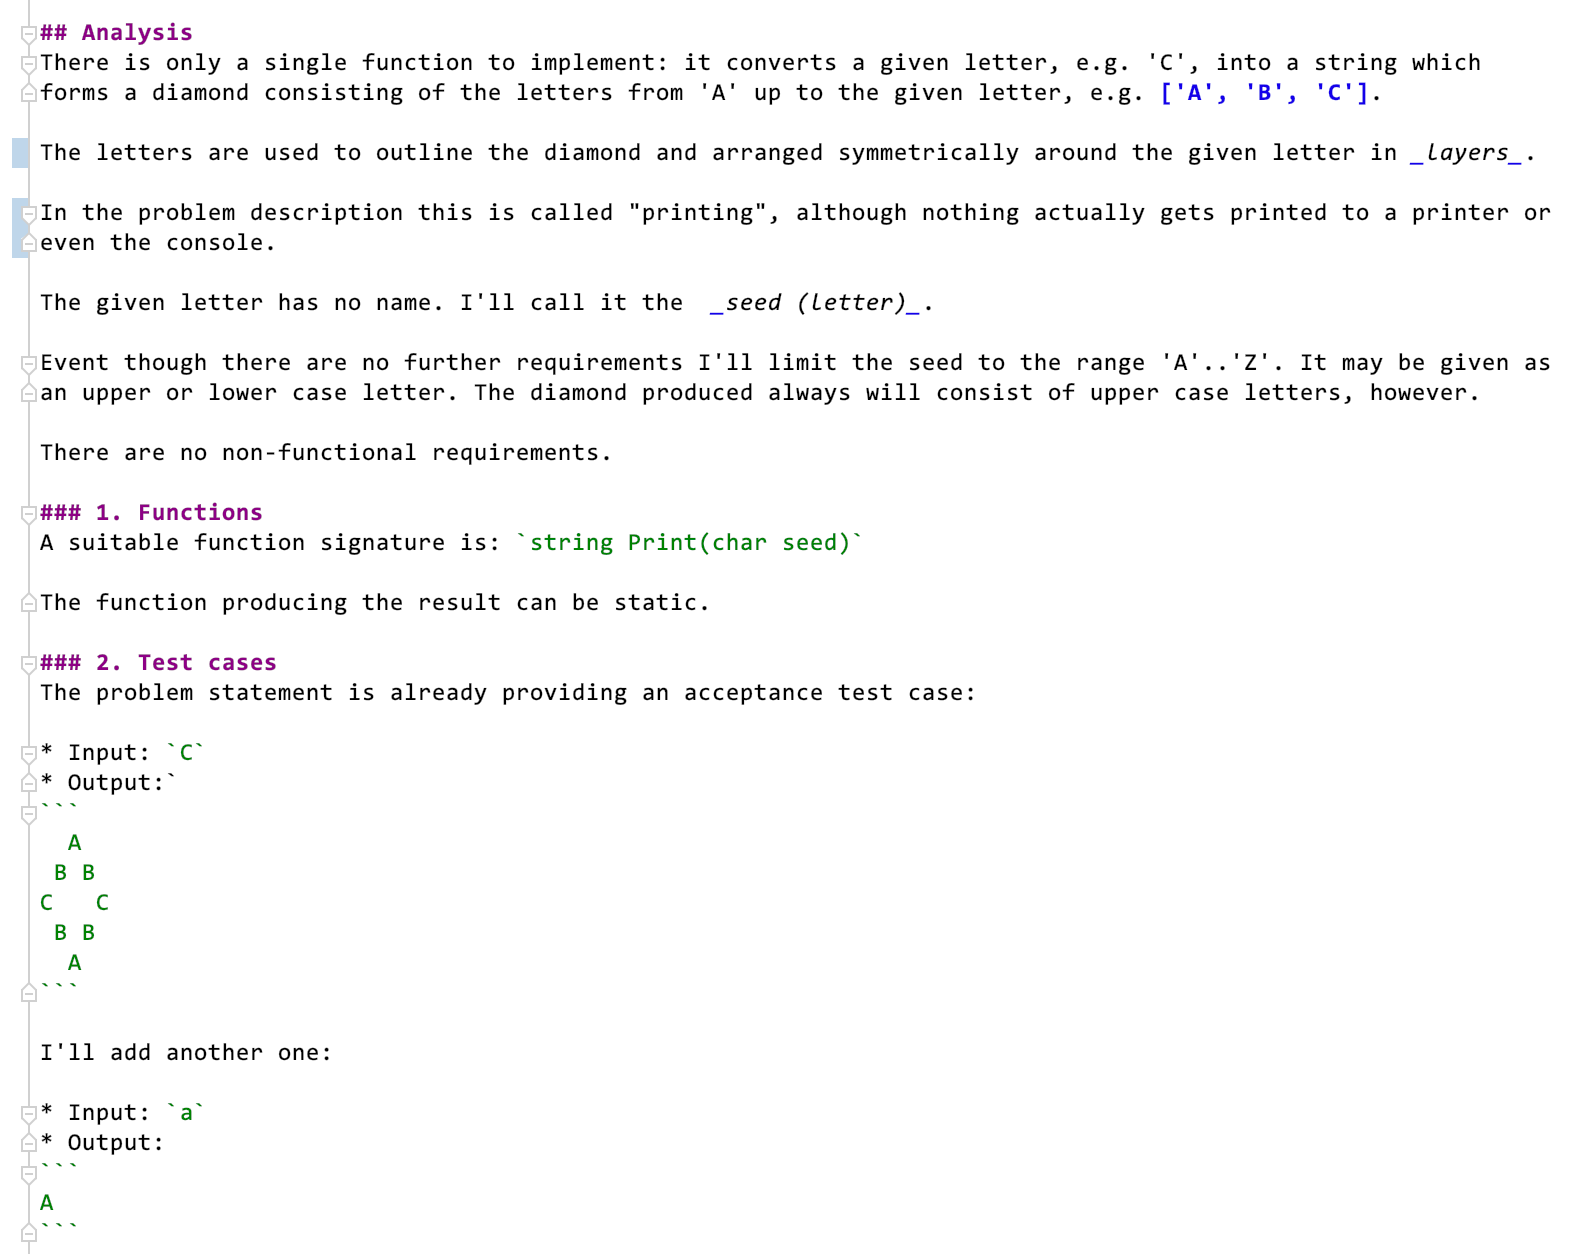 ## Analysis
There is only a single function to implement: it converts a given letter, e.g. 'C', into a string which
forms a diamond consisting of the letters from 'A' up to the given letter, e.g. ['A', 'B', 'C'].
The letters are used to outline the diamond and arranged symmetrically around the given letter in _layers_.
In the problem description this is called "printing", although nothing actually gets printed to a printer or
even the console.
The given letter has no name. I'll call it the  _seed (letter)_.
Event though there are no further requirements I'll limit the seed to the range 'A'..'Z'. It may be given as
an upper or lower case letter. The diamond produced always will consist of upper case letters, however.
There are no non-functional requirements.
### 1. Functions
A suitable function signature is: `string Print(char seed)`
The function producing the result can be static.
### 2. Test cases
The problem statement is already providing an acceptance test case:
* Input: `C`
* Output:`
```
  A
 B B
C   C
 B B
  A
```
I'll add another one:
* Input: `a`
* Output:
```
A
```